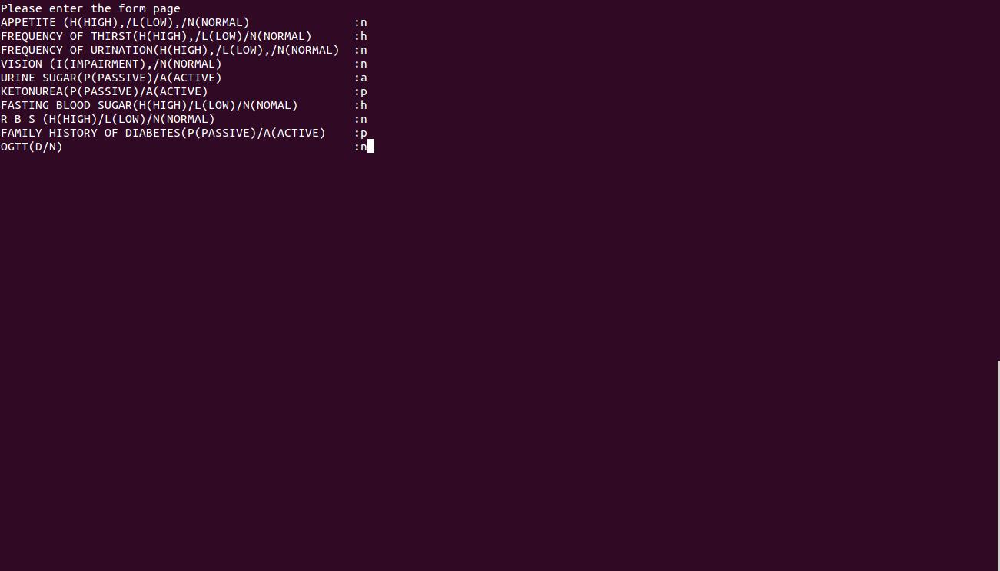 Please enter the form page
APPETITE (H(HIGH),/L(LOW),/N(NORMAL) :n
FREQUENCY OF THIRST(H(HIGH),/L(LOW)/N(NORMAL) :h
FREQUENCY OF URINATION(H(HIGH),/L(LOW),/N(NORMAL) :n
VISION (I(IMPAIRMENT),/N(NORMAL) :n
URINE SUGAR(P(PASSIVE)/A(ACTIVE) :a
KETONUREA(P(PASSIVE)/A(ACTIVE) :p
FASTING BLOOD SUGAR(H(HIGH)/L(LOW)/N(NOMAL) :h
R B S (H(HIGH)/L(LOW)/N(NORMAL) :n
FAMILY HISTORY OF DIABETES(P(PASSIVE)/A(ACTIVE) :p
OGTT(D/N) :n